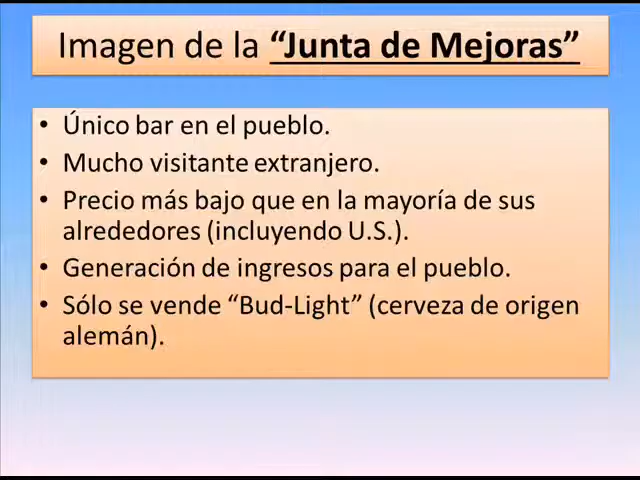 Imagen de la “Junta de Mejoras”
• Único bar en el pueblo.
• Mucho visitante extranjero.
• Precio más bajo que en la mayoría de sus
alrededores (incluyendo U.S.).
• Generación de ingresos para el pueblo.
• Sólo se vende “Bud-Light” (cerveza de origen
alemán).